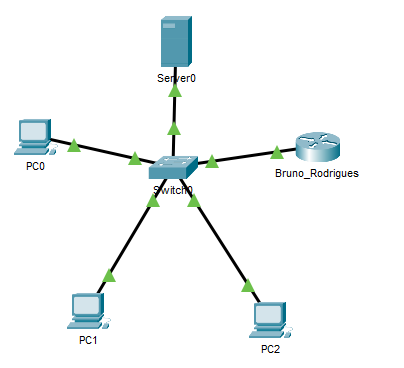 Server0
PC0
Switch0
Bruno_Rodrigues
PC1
PC2